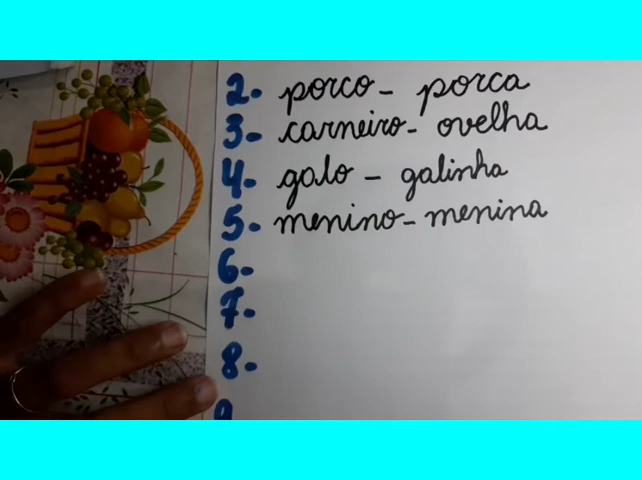 2. porco - porca
3. carneiro - ovelha
4. galo - galinha
5. menino - menina
6.
7.
8.